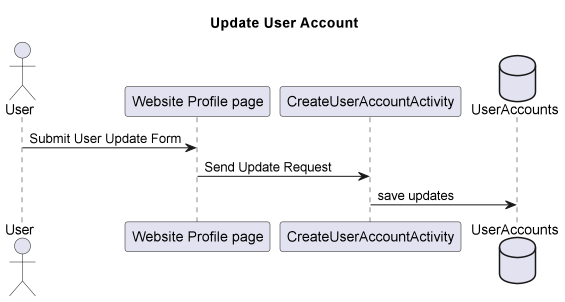 Update User Account
User
Website Profile page
CreateUserAccountActivity
UserAccounts
Submit User Update Form
Send Update Request
save updates
User
Website Profile page
CreateUserAccountActivity
UserAccounts